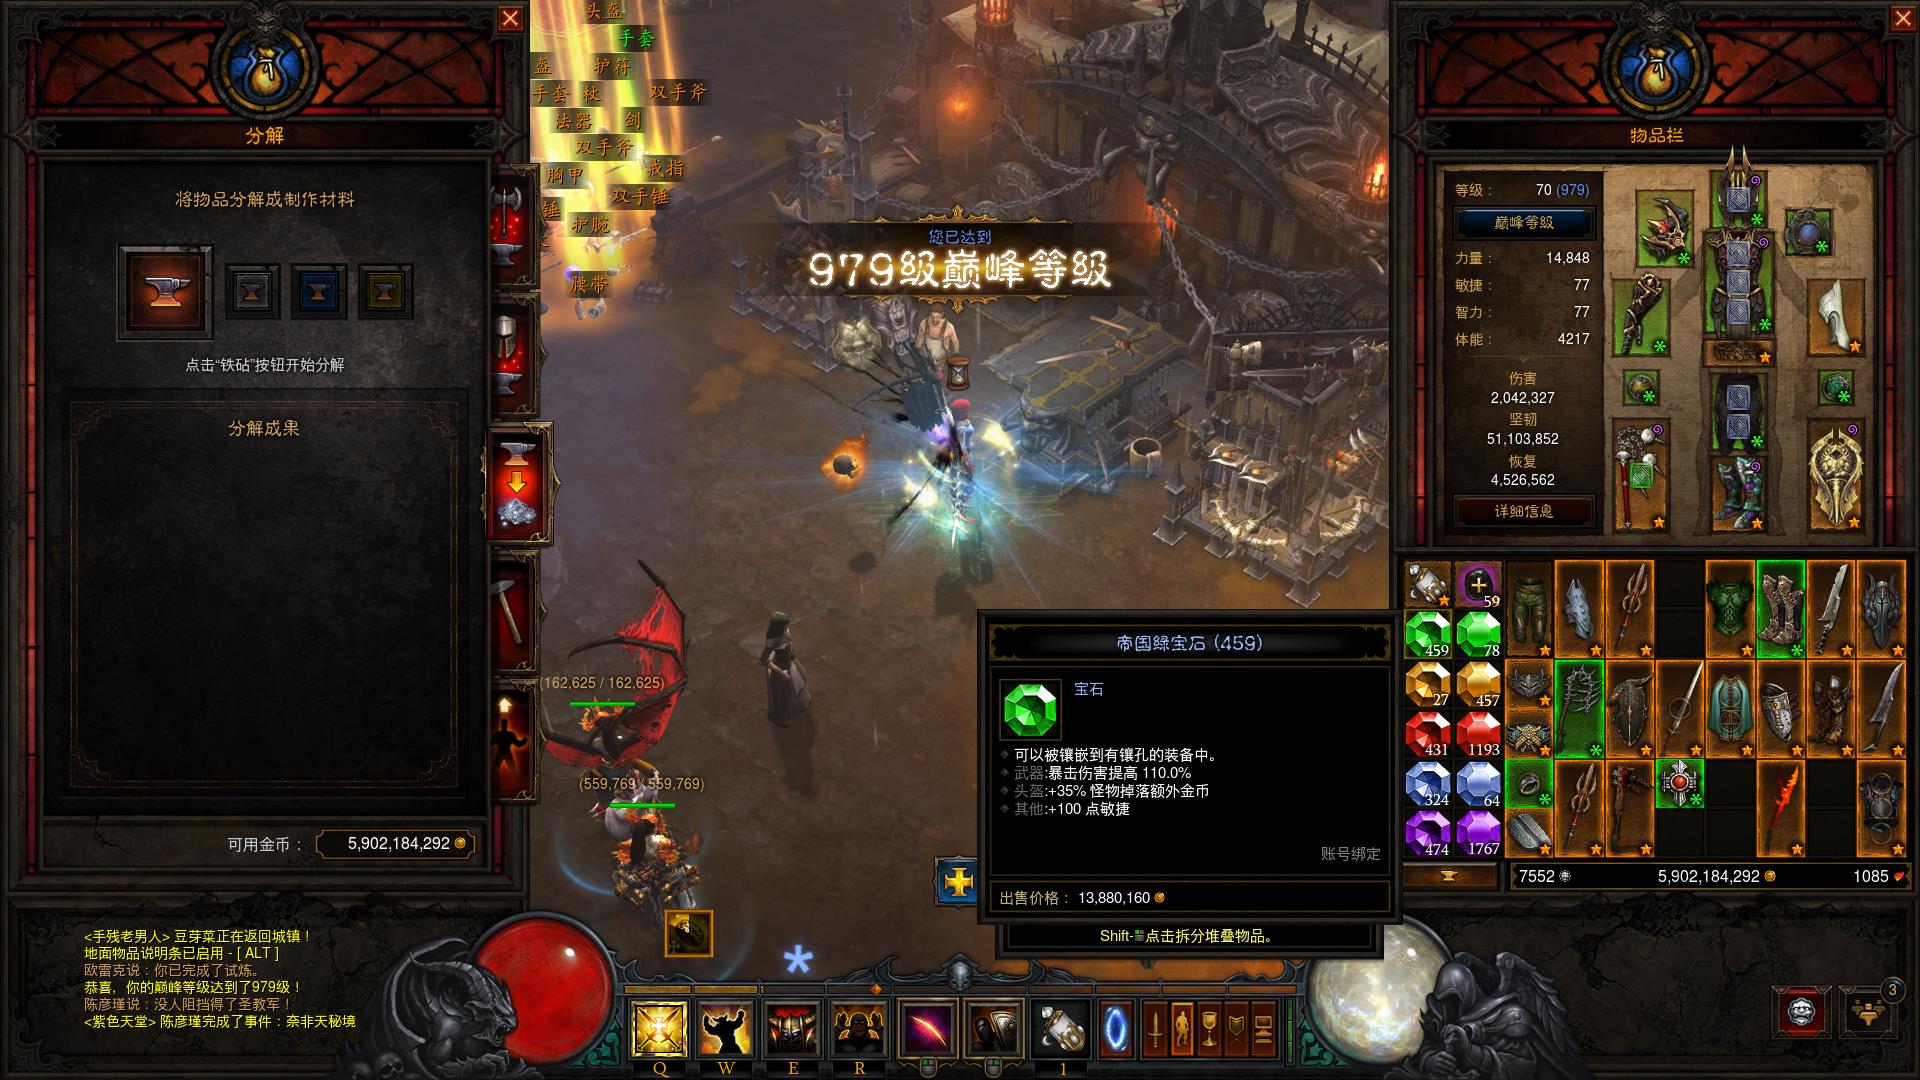 分解
将物品分解成制作材料
点击“铁砧”按钮开始分解
分解成果
可用金币：
5,902,184,292
<手残老男人> 豆芽菜正在返回城镇！
地面物品说明条已启用 - [ ALT ]
欧雷克说：你已完成了试炼。
恭喜，你的巅峰等级达到了979级！
陈彦瑾说：没人阻挡得了圣教军！
<紫色天堂> 陈彦瑾完成了事件：奈非天秘境
头盔
手套
盔
护符
手套
杖
双手斧
法器
剑
双手斧
胸甲
戒指
双手锤
锤
护腕
腰带
您已达到
979级巅峰等级
(162,625 / 162,625)
(559,769 / 559,769)
帝国绿宝石 (459)
宝石
可以被镶嵌到有镶孔的装备中。
武器:暴击伤害提高 110.0%
头盔:+35% 怪物掉落额外金币
其他:+100 点敏捷
账号绑定
出售价格： 13,880,160
Shift-点击拆分堆叠物品。
Q
W
E
R
1
物品栏
等级： 70 (979)
巅峰等级
力量： 14,848
敏捷： 77
智力： 77
体能： 4217
伤害
2,042,327
坚韧
51,103,852
恢复
4,526,562
详细信息
59
459
78
27
457
431
1193
324
64
474
1767
7552
5,902,184,292
1085
3